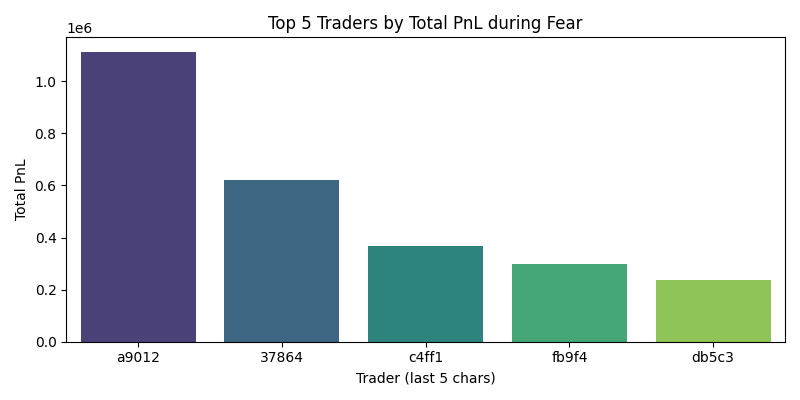 Top 5 Traders by Total PnL during Fear
1e6
Total PnL
1.0
0.8
0.6
0.4
0.2
0.0
a9012 37864 c4ff1 fb9f4 db5c3
Trader (last 5 chars)